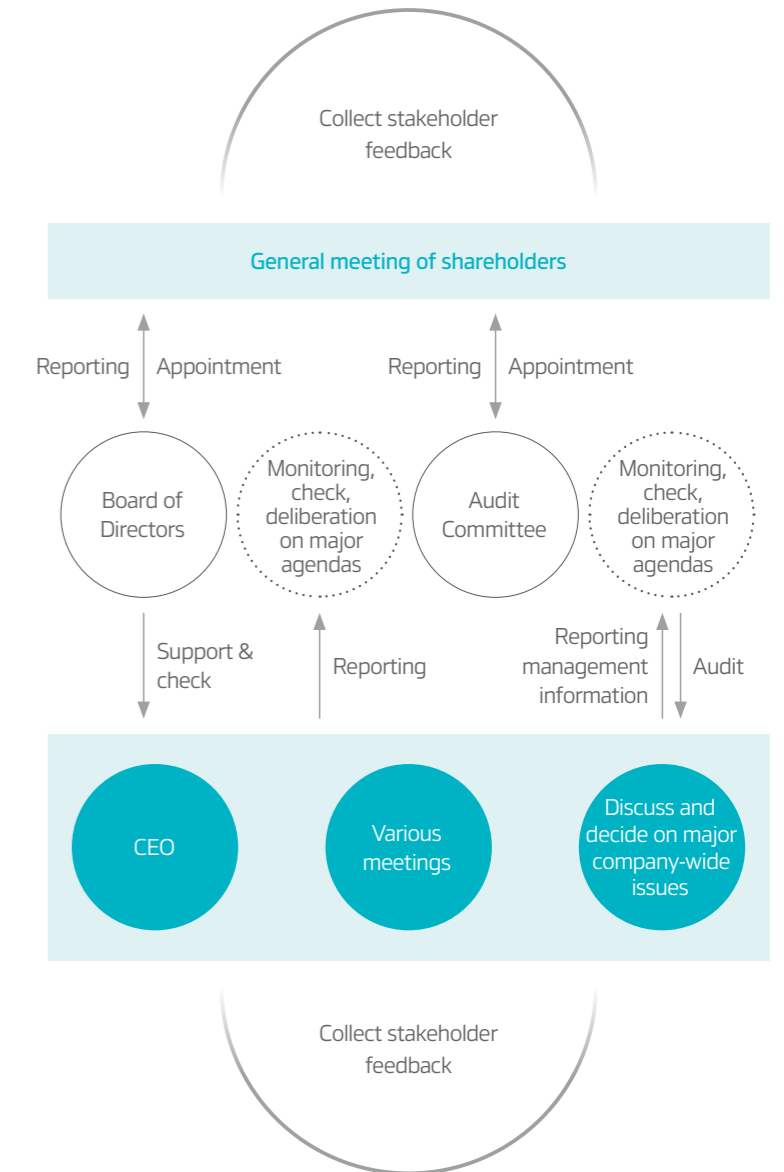 Collect stakeholder
feedback
General meeting of shareholders
Reporting
Appointment
Reporting
Appointment
Board of
Directors
Monitoring,
check,
deliberation
on major
agendas
Audit
Committee
Monitoring,
check,
deliberation
on major
agendas
Support &
check
Reporting
Reporting
management
information
Audit
CEO
Various
meetings
Discuss and
decide on major
company-wide
issues
Collect stakeholder
feedback